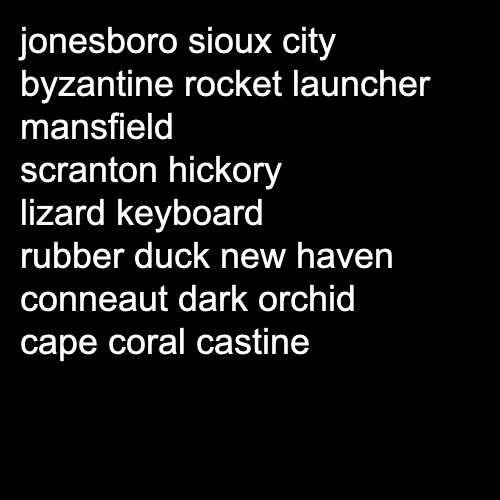 jonesboro sioux city
byzantine rocket launcher
mansfield
scranton hickory
lizard keyboard
rubber duck new haven
conneaut dark orchid
cape coral castine